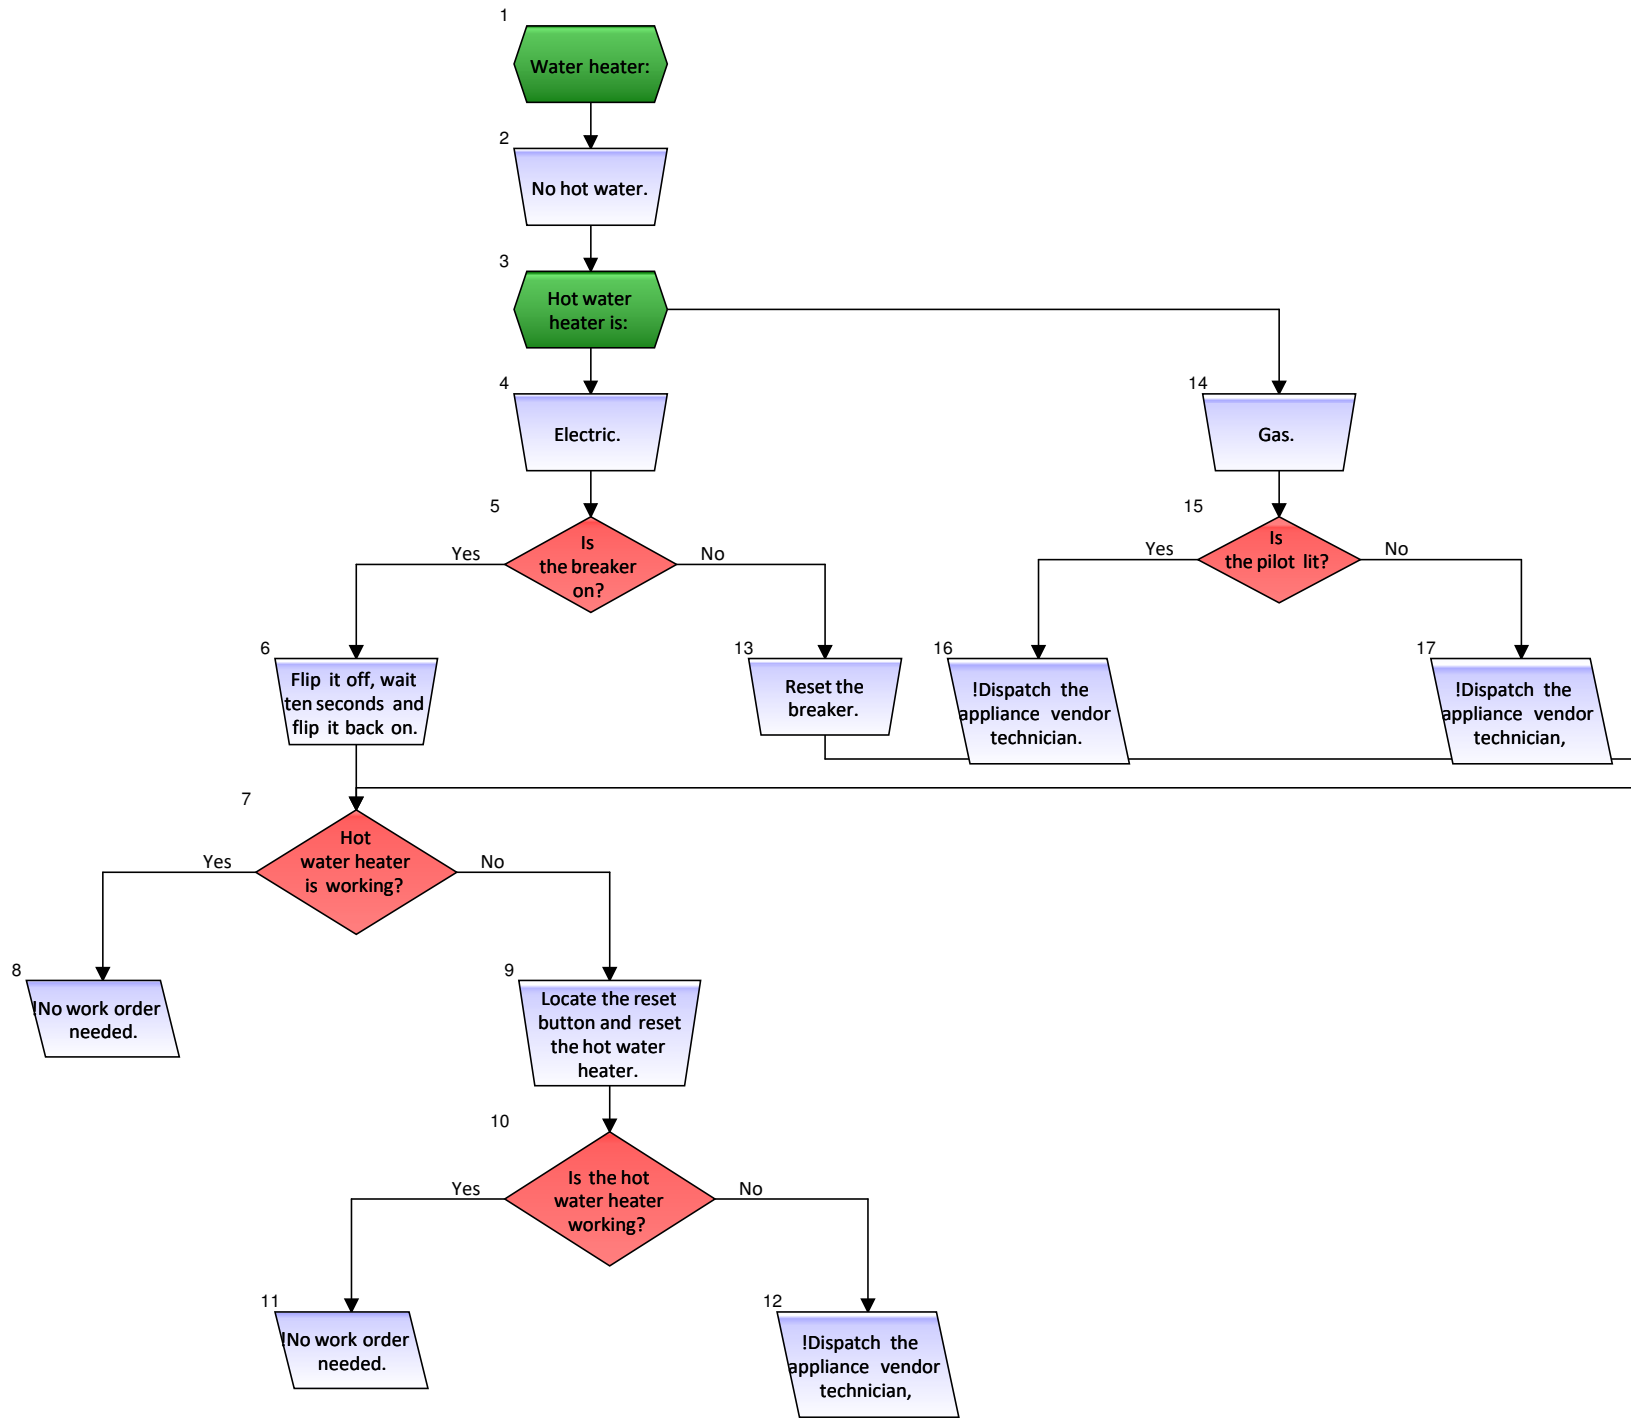 1
Water heater:
2
No hot water.
3
Hot water
heater is:
4
Electric.
14
Gas.
5
Is
the breaker
on?
Yes
No
15
Is
the pilot lit?
Yes
No
6
Flip it off, wait
ten seconds and
flip it back on.
13
Reset the
breaker.
16
!Dispatch the
appliance vendor
technician.
17
!Dispatch the
appliance vendor
technician,
7
Hot
water heater
is working?
Yes
No
8
!No work order
needed.
9
Locate the reset
button and reset
the hot water
heater.
10
Is the hot
water heater
working?
Yes
No
11
!No work order
needed.
12
!Dispatch the
appliance vendor
technician,